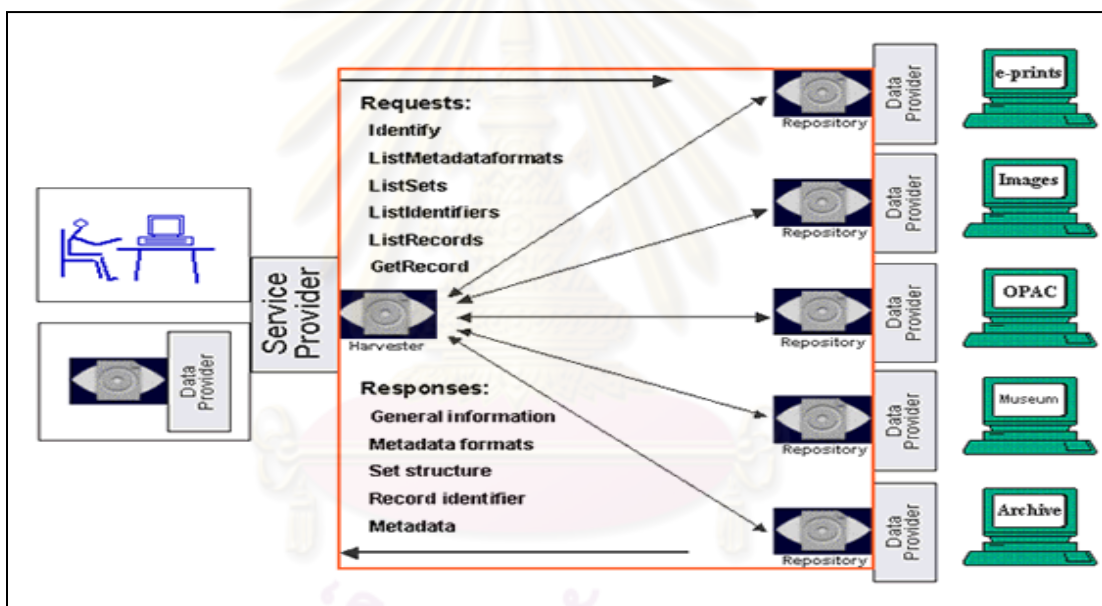 Requests:
Identify
ListMetadataformats
ListSets
ListIdentifiers
ListRecords
GetRecord
Service
Provider
Harvester
Data
Provider
Responses:
General information
Metadata formats
Set structure
Record identifier
Metadata
Repository
Data
Provider
e-prints
Repository
Data
Provider
Images
Repository
Data
Provider
OPAC
Repository
Data
Provider
Museum
Repository
Data
Provider
Archive